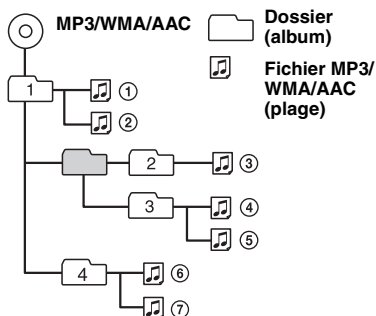 MP3/WMA/AAC
Dossier
(album)
Fichier MP3/
WMA/AAC
(plage)
1
①
②
2
③
3
④
⑤
4
⑥
⑦